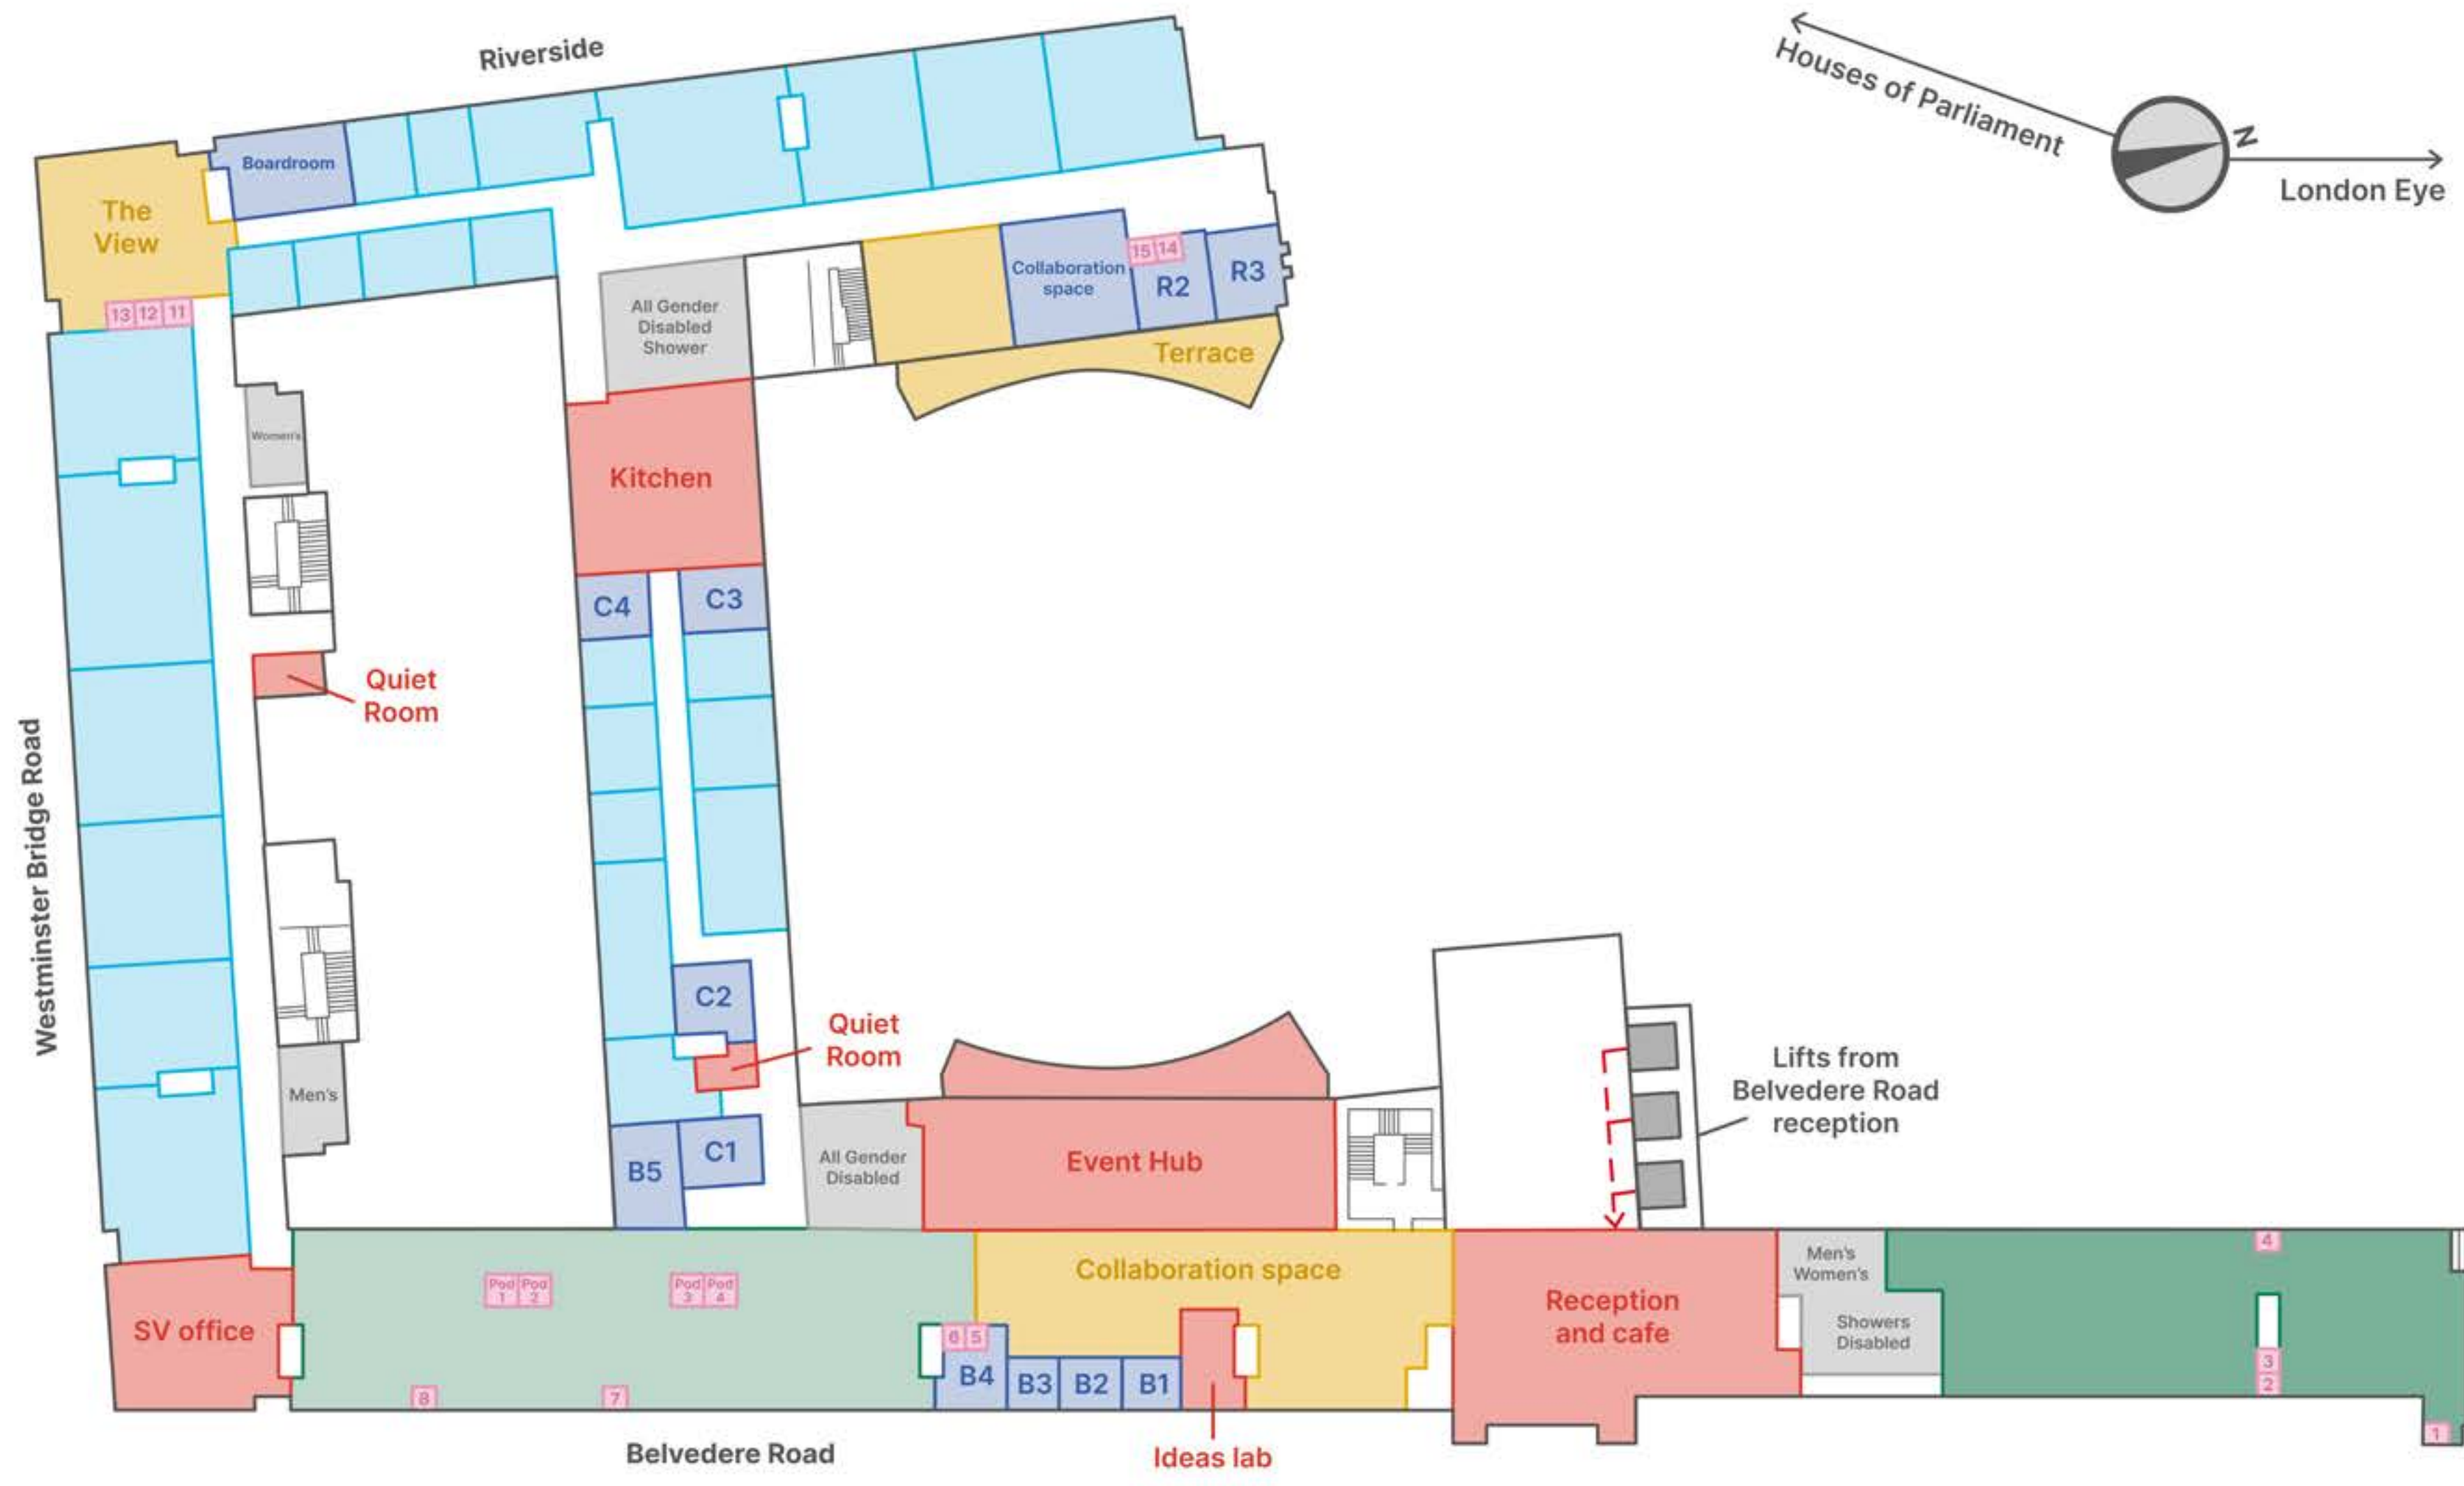 Riverside
Houses of Parliament
N
London Eye
Boardroom
The
View
Collaboration
space
15 14
R2
R3
Terrace
All Gender
Disabled
Shower
13 12 11
Women's
Kitchen
C4
C3
Quiet
Room
Westminster Bridge Road
C2
Quiet
Room
Men's
B5
C1
All Gender
Disabled
Event Hub
Lifts from
Belvedere Road
reception
SV office
Pod
1
Pod
2
Pod
3
Pod
4
8
7
6 5
B4
B3
B2
B1
Collaboration space
Ideas lab
Reception
and cafe
Men's
Women's
Showers
Disabled
4
3
2
1
Belvedere Road